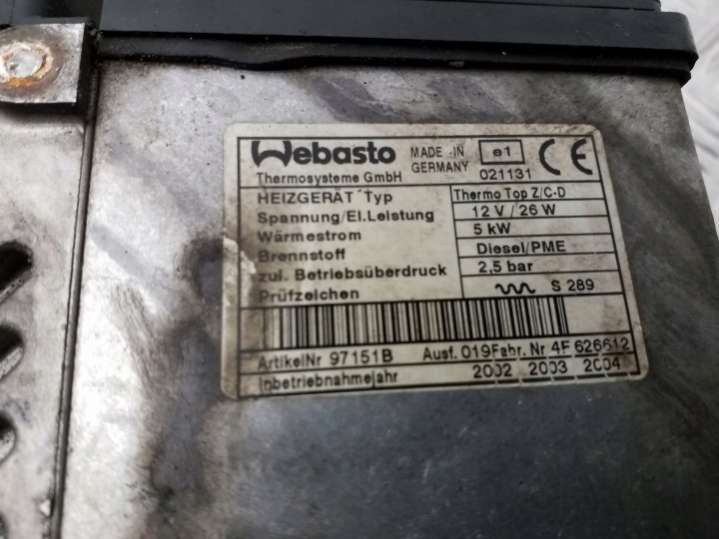 Webasto MADE IN GERMANY e1 CE
Thermosysteme GmbH 021131
HEIZGERÄT Typ Thermo Top Z/C-D
Spannung/El.Leistung 12 V / 26 W
Wärmestrom 5 kW
Brennstoff Diesel/PME
zul. Betriebsüberdruck 2,5 bar
Prüfzeichen S 289
ArtikelNr 97151B Ausf. 019 Fabr. Nr 4F 626612
Inbetriebnahmejahr 2002 2003 2004